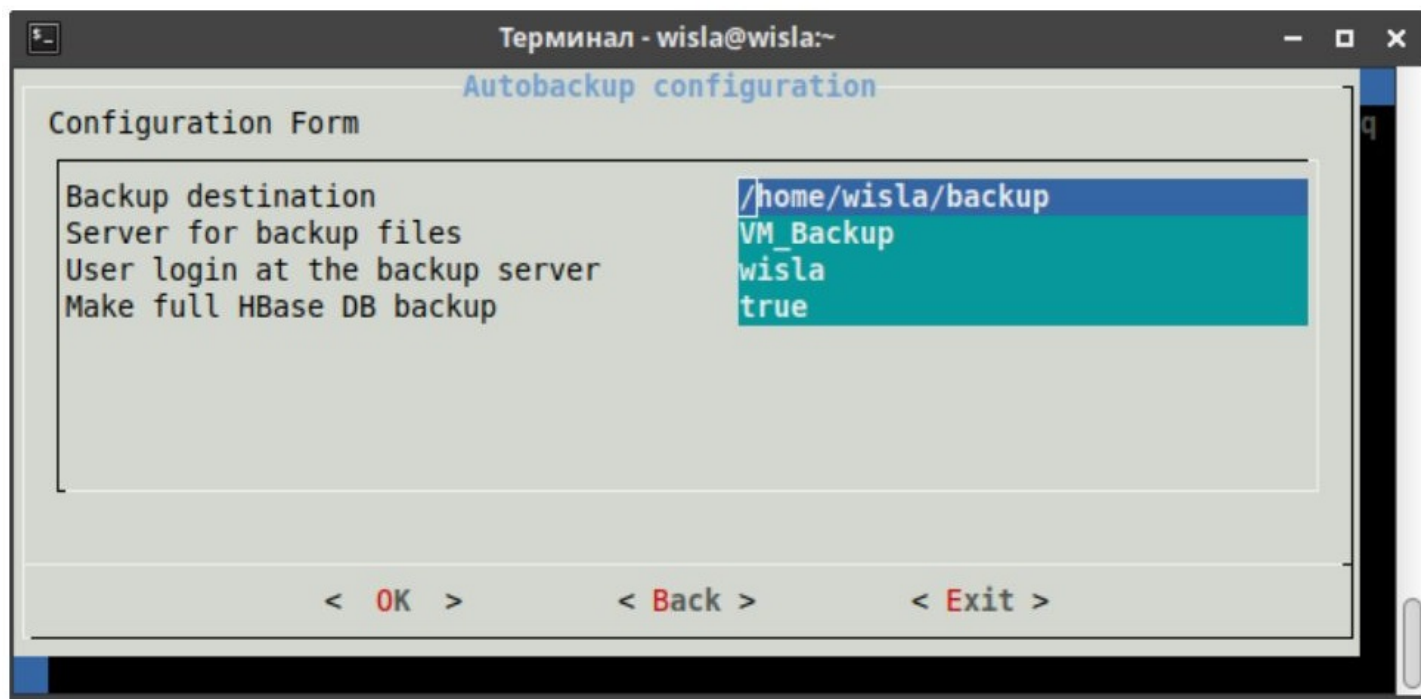 Терминал - wisla@wisla:~
Autobackup configuration
Configuration Form
q
Backup destination /home/wisla/backup
Server for backup files VM_Backup
User login at the backup server wisla
Make full HBase DB backup true
< OK > < Back > < Exit >